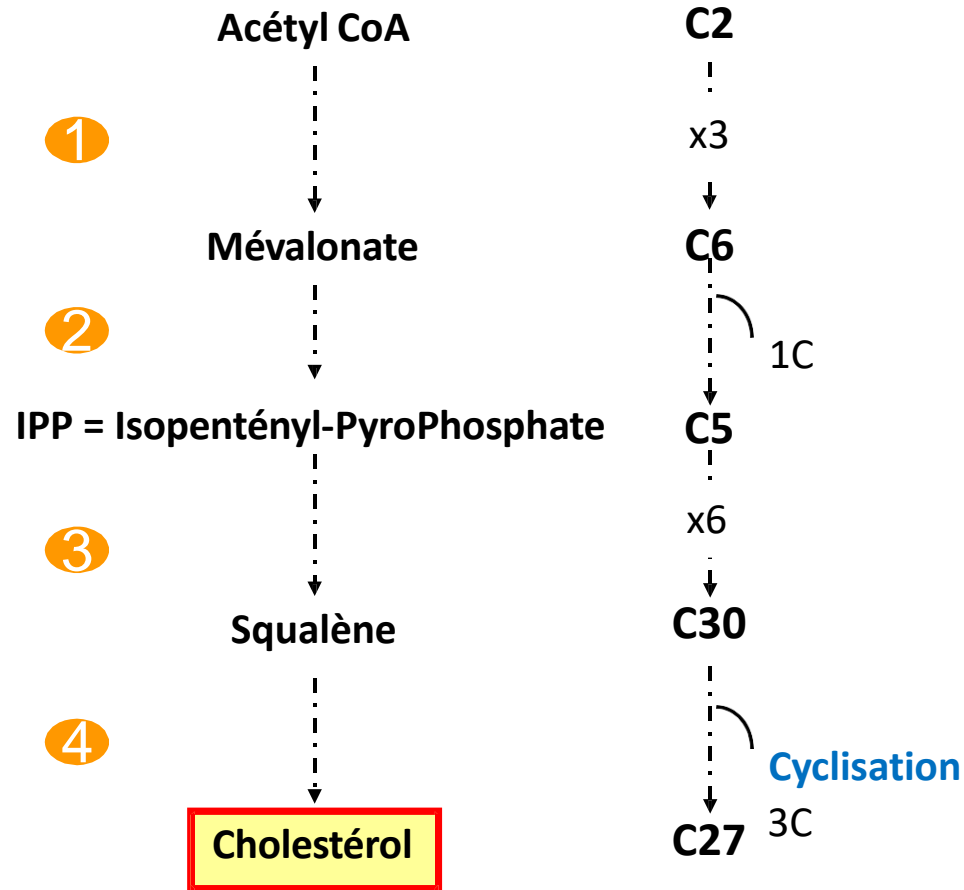 Acétyl CoA C2
1 x3
Mévalonate C6
2 1C
IPP = Isopentényl-PyroPhosphate C5
3 x6
Squalène C30
4 Cyclisation
3C
Cholestérol C27